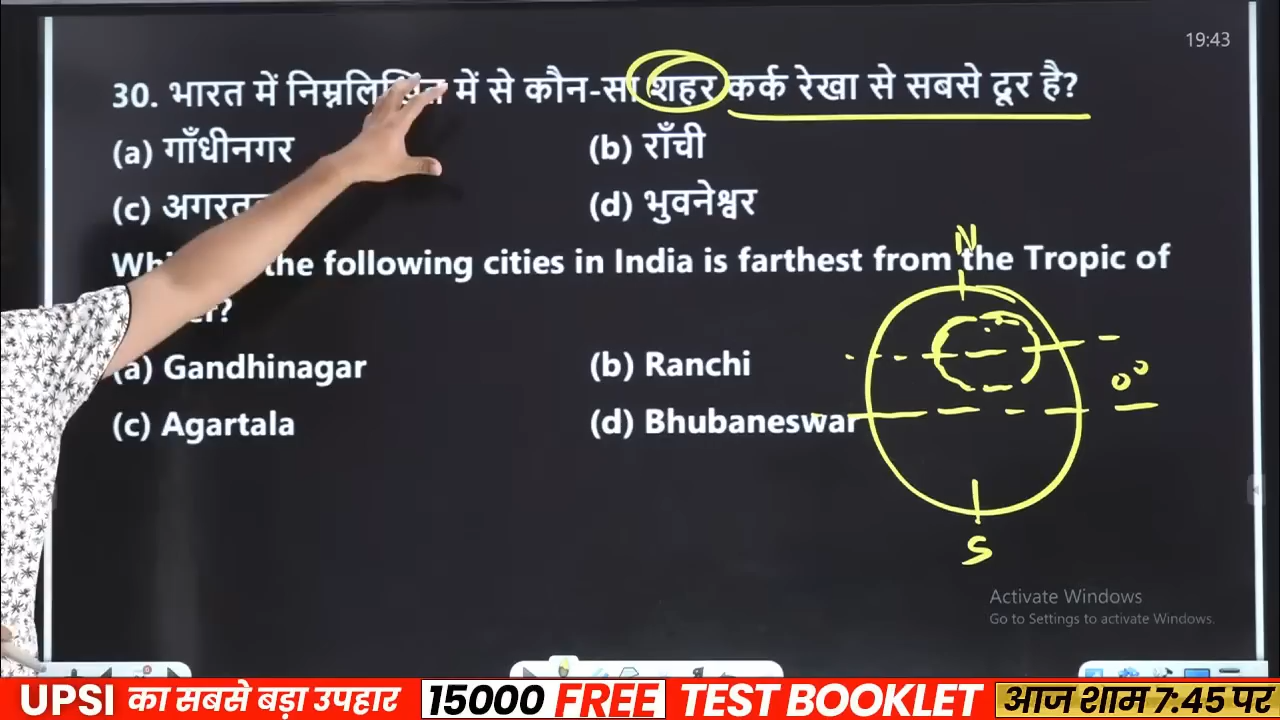 19:43
30. भारत में निम्नलिखित में से कौन-सा शहर कर्क रेखा से सबसे दूर है?
(a) गाँधीनगर (b) राँची
(c) (d) भुवनेश्वर
the following cities in India is farthest from the Tropic of
(a) Gandhinagar (b) Ranchi
(c) Agartala (d) Bhubaneswar
N
0°
S
Activate Windows
Go to Settings to activate Windows.
UPSI का सबसे बड़ा उपहार 15000 FREE TEST BOOKLET आज शाम 7:45 पर